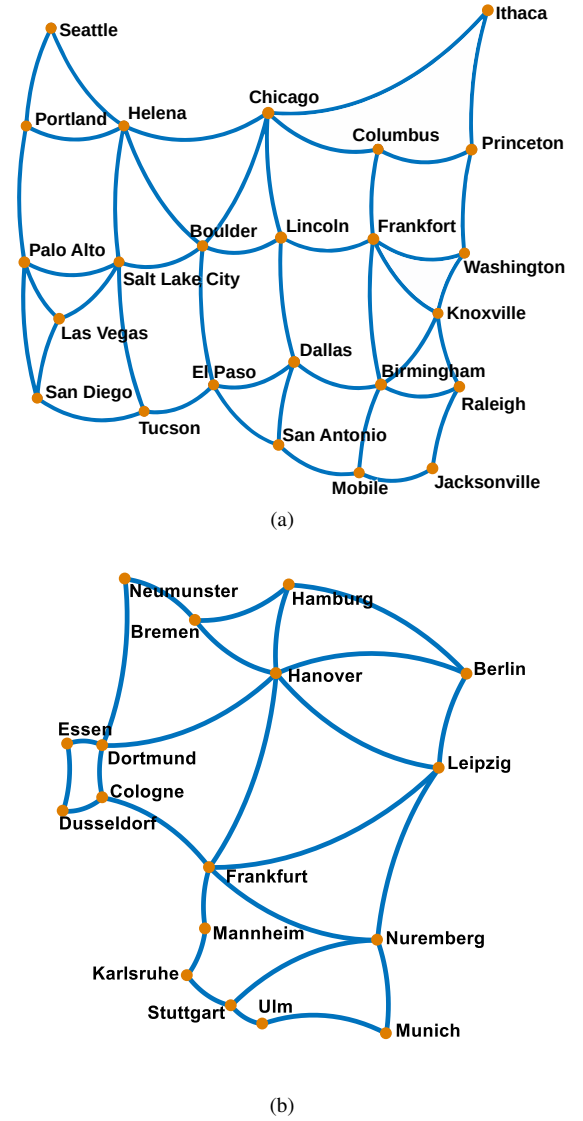 Ithaca
Seattle
Chicago
Portland
Helena
Columbus
Princeton
Boulder
Lincoln
Frankfort
Palo Alto
Washington
Salt Lake City
Knoxville
Las Vegas
Dallas
El Paso
Birmingham
San Diego
Raleigh
Tucson
San Antonio
Mobile
Jacksonville
(a)
Neumunster
Hamburg
Bremen
Berlin
Hanover
Essen
Dortmund
Leipzig
Cologne
Dusseldorf
Frankfurt
Mannheim
Nuremberg
Karlsruhe
Ulm
Stuttgart
Munich
(b)